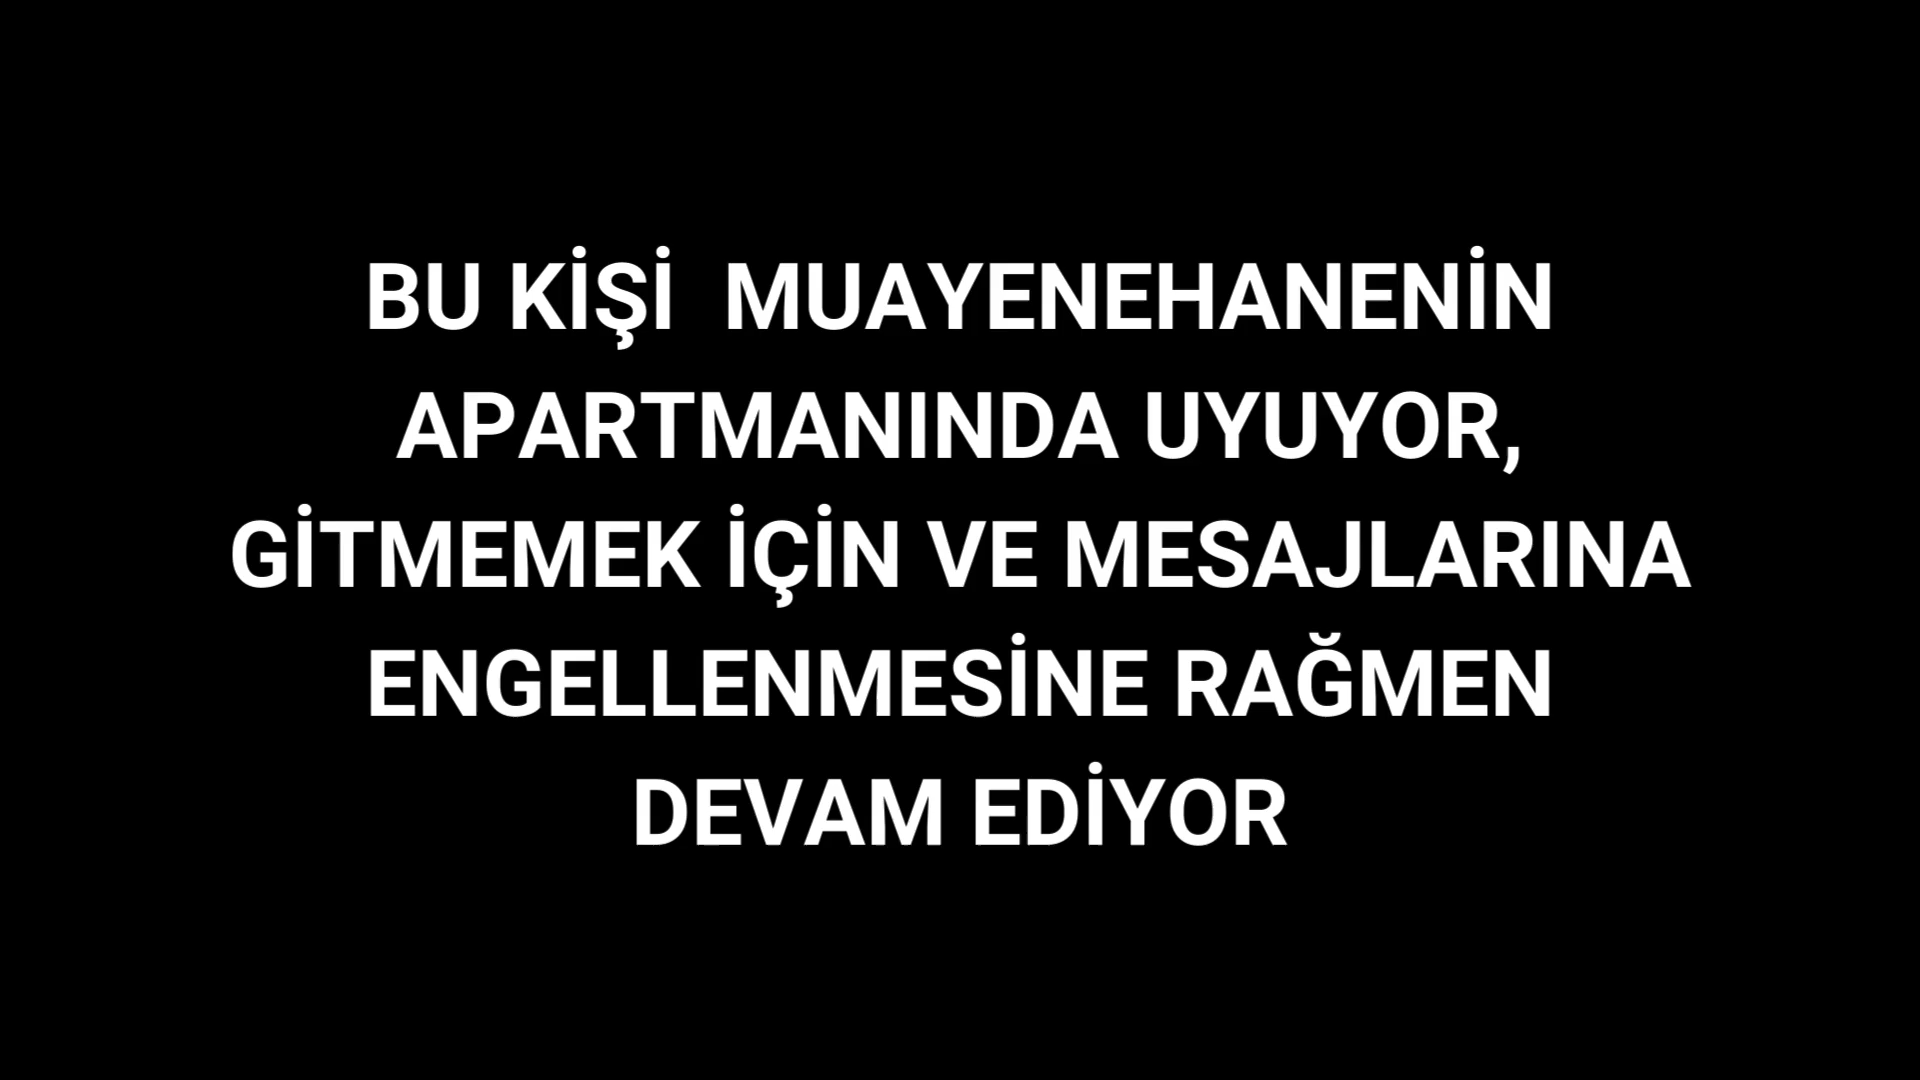 BU KİŞİ  MUAYENEHANENİN
APARTMANINDA UYUYOR,
GİTMEMEK İÇİN VE MESAJLARINA
ENGELLENMESİNE RAĞMEN
DEVAM EDİYOR